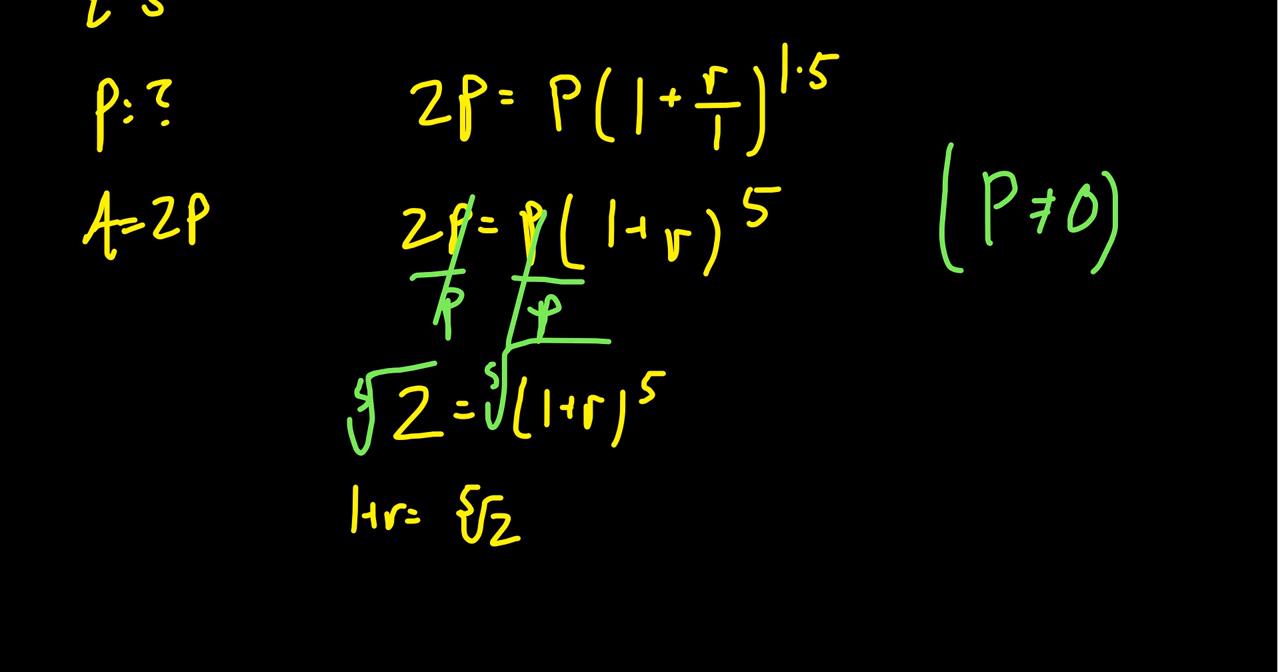 P: ?
2P = P(1 + r/1)^1·5
A = 2P
2P/P = P(1 + r)^5/P
(P ≠ 0)
⁵√2 = ⁵√(1+r)^5
1+r = ⁵√2